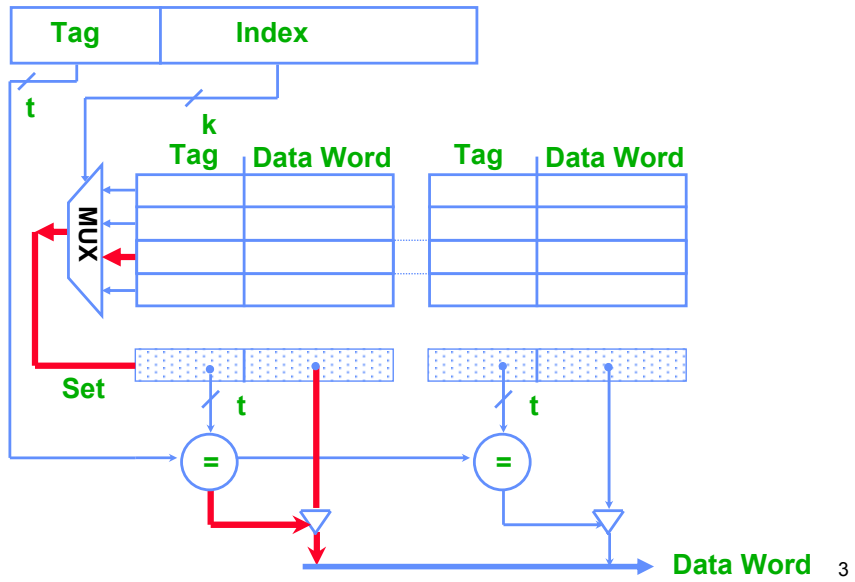 Tag Index
t
k
Tag Data Word Tag Data Word
MUX
Set
t t
= =
Data Word 3